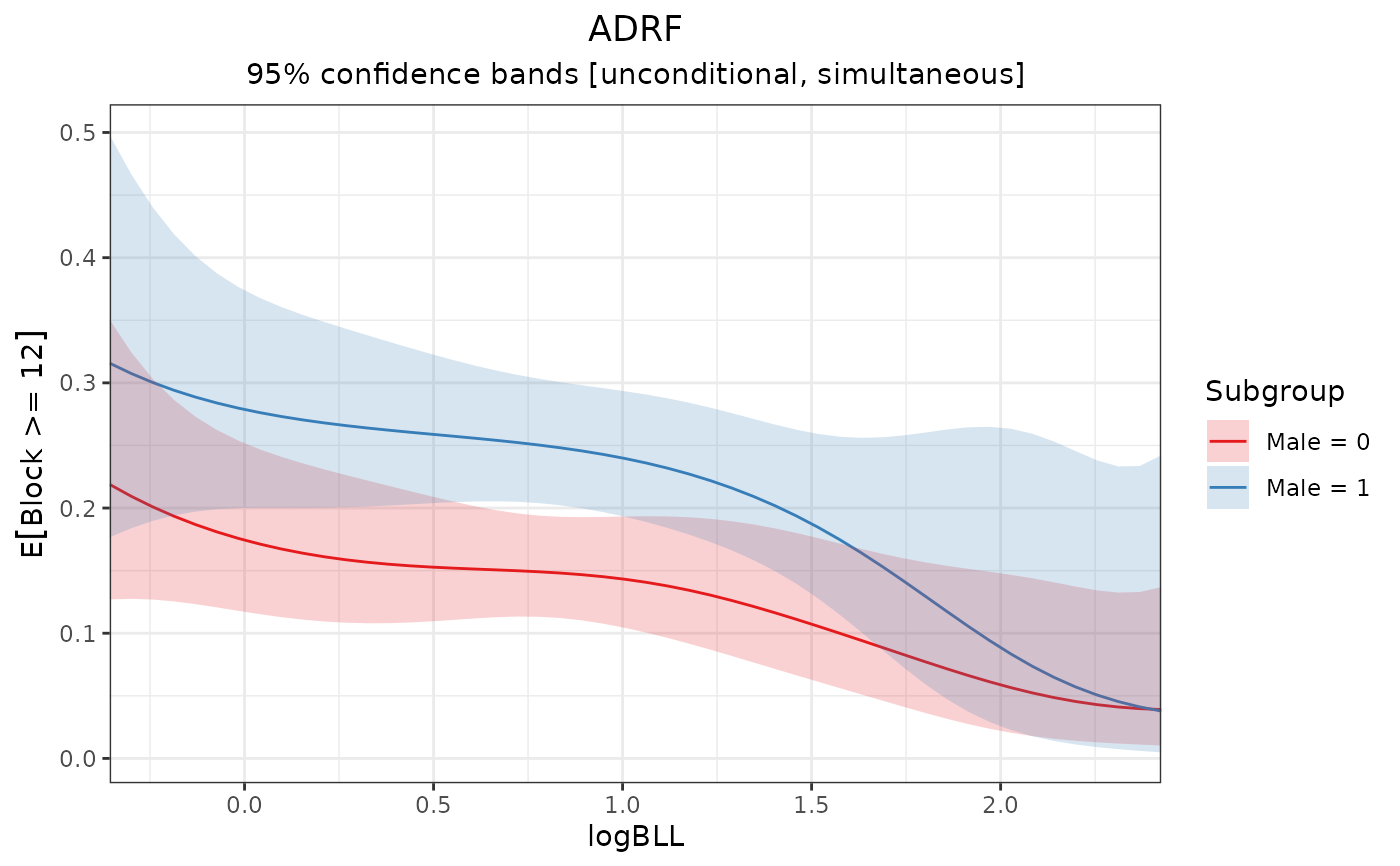 ADRF
95% confidence bands [unconditional, simultaneous]
E[Block >= 12]
0.5
0.4
0.3
0.2
0.1
0.0
0.0 0.5 1.0 1.5 2.0
logBLL
Subgroup
Male = 0
Male = 1